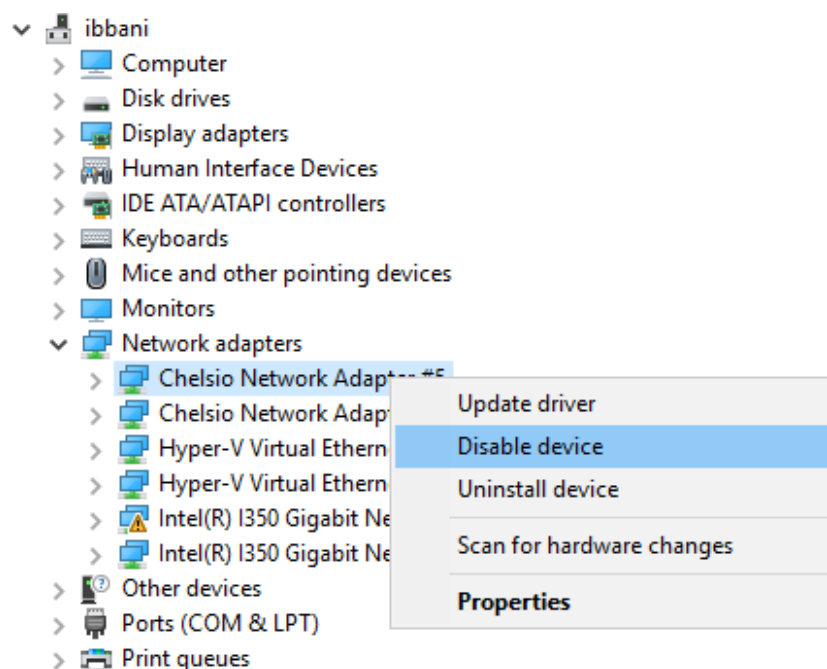 ibbani
Computer
Disk drives
Display adapters
Human Interface Devices
IDE ATA/ATAPI controllers
Keyboards
Mice and other pointing devices
Monitors
Network adapters
Chelsio Network Adapter #5
Chelsio Network Adap
Hyper-V Virtual Ethern
Hyper-V Virtual Ethern
Intel(R) I350 Gigabit Ne
Intel(R) I350 Gigabit Ne
Other devices
Ports (COM & LPT)
Print queues
Update driver
Disable device
Uninstall device
Scan for hardware changes
Properties